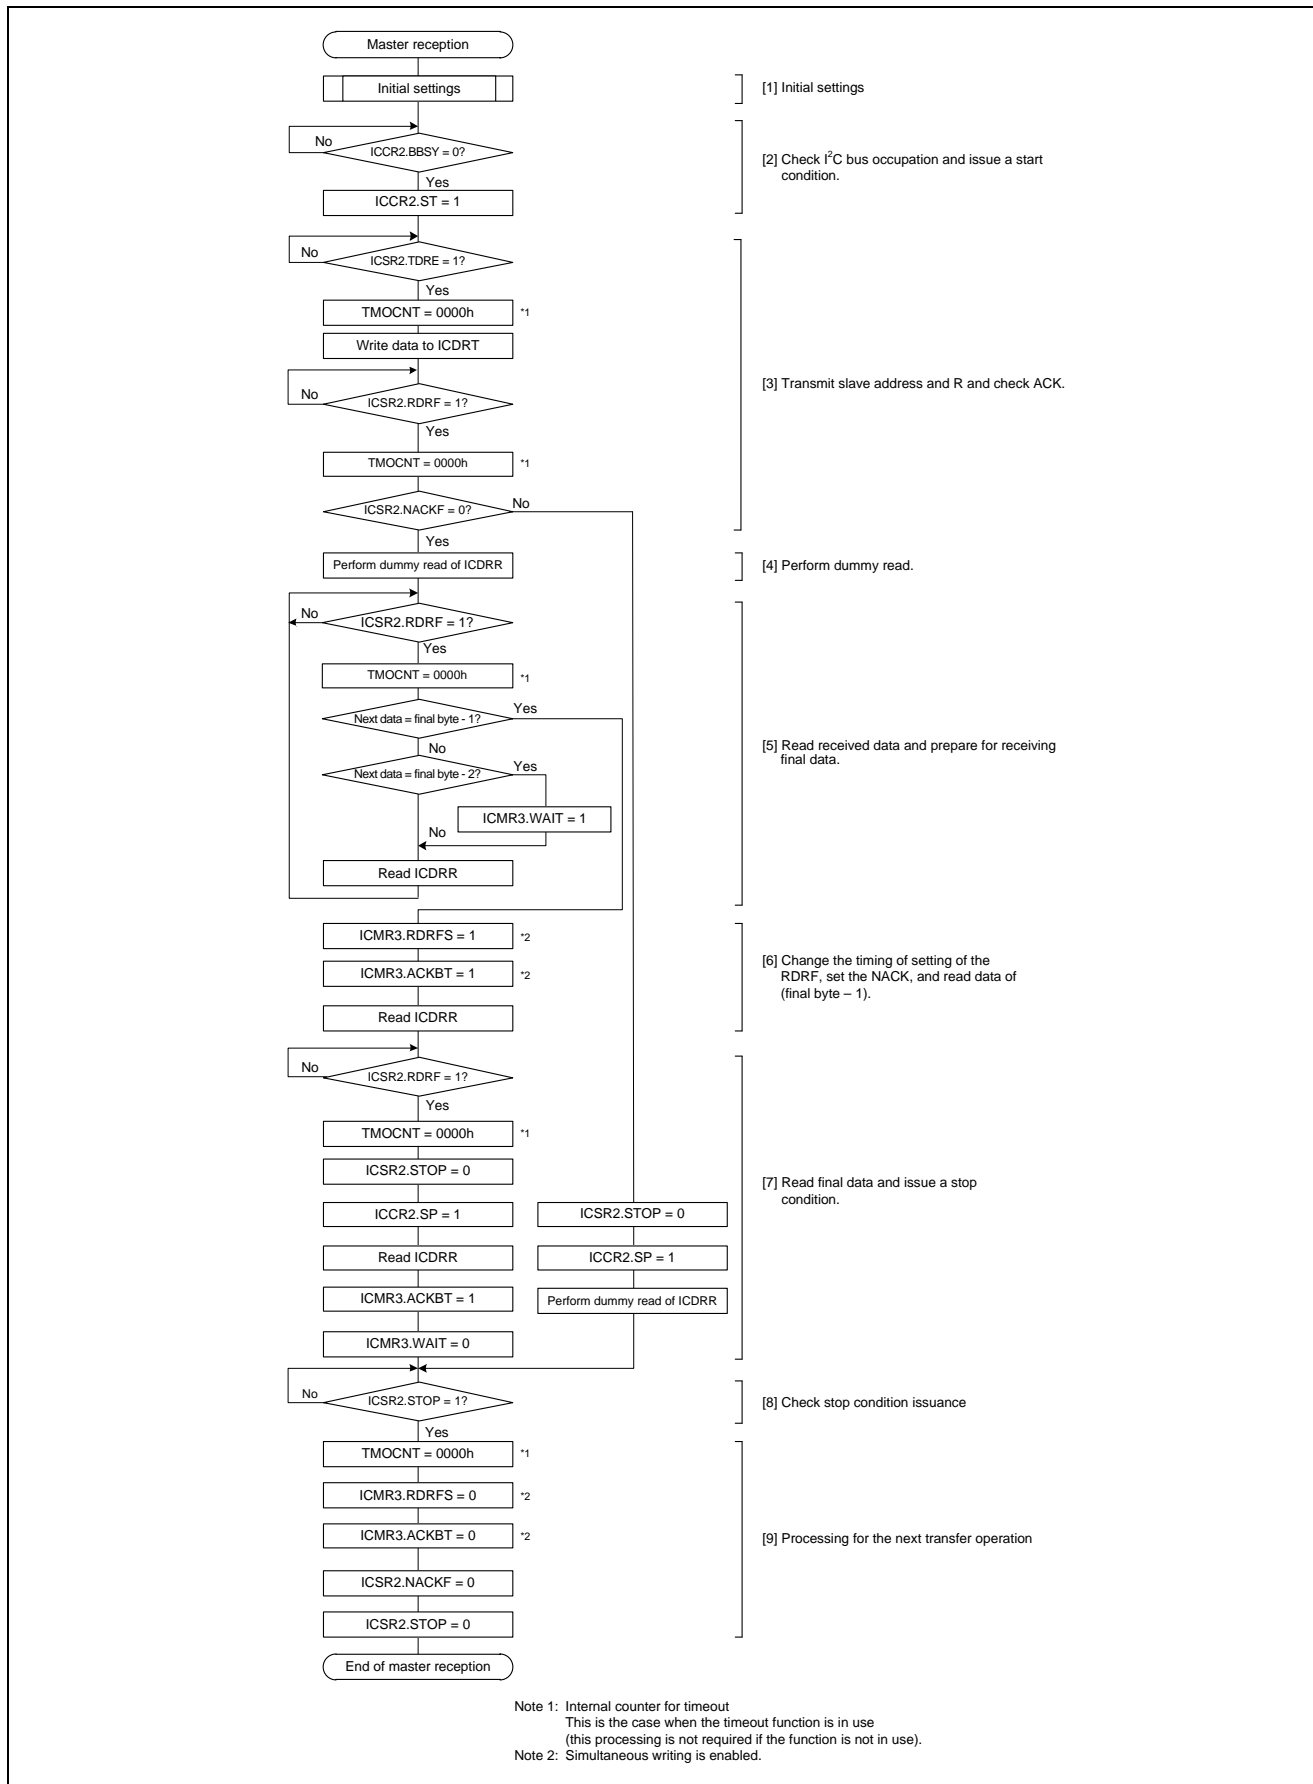 Master reception
Initial settings
[1] Initial settings
No
ICCR2.BBSY = 0?
[2] Check I²C bus occupation and issue a start
condition.
Yes
ICCR2.ST = 1
No
ICSR2.TDRE = 1?
Yes
TMOCNT = 0000h
*1
Write data to ICDRT
No
ICSR2.RDRF = 1?
[3] Transmit slave address and R and check ACK.
Yes
TMOCNT = 0000h
*1
ICSR2.NACKF = 0?
No
Yes
Perform dummy read of ICDRR
[4] Perform dummy read.
No
ICSR2.RDRF = 1?
Yes
TMOCNT = 0000h
*1
Next data = final byte - 1?
Yes
No
[5] Read received data and prepare for receiving
final data.
Next data = final byte - 2?
Yes
ICMR3.WAIT = 1
No
Read ICDRR
ICMR3.RDRFS = 1
*2
ICMR3.ACKBT = 1
*2
[6] Change the timing of setting of the
RDRF, set the NACK, and read data of
(final byte – 1).
Read ICDRR
No
ICSR2.RDRF = 1?
Yes
TMOCNT = 0000h
*1
ICSR2.STOP = 0
[7] Read final data and issue a stop
condition.
ICCR2.SP = 1
ICSR2.STOP = 0
Read ICDRR
ICCR2.SP = 1
ICMR3.ACKBT = 1
Perform dummy read of ICDRR
ICMR3.WAIT = 0
No
ICSR2.STOP = 1?
[8] Check stop condition issuance
Yes
TMOCNT = 0000h
*1
ICMR3.RDRFS = 0
*2
ICMR3.ACKBT = 0
*2
[9] Processing for the next transfer operation
ICSR2.NACKF = 0
ICSR2.STOP = 0
End of master reception
Note 1: Internal counter for timeout
This is the case when the timeout function is in use
(this processing is not required if the function is not in use).
Note 2: Simultaneous writing is enabled.